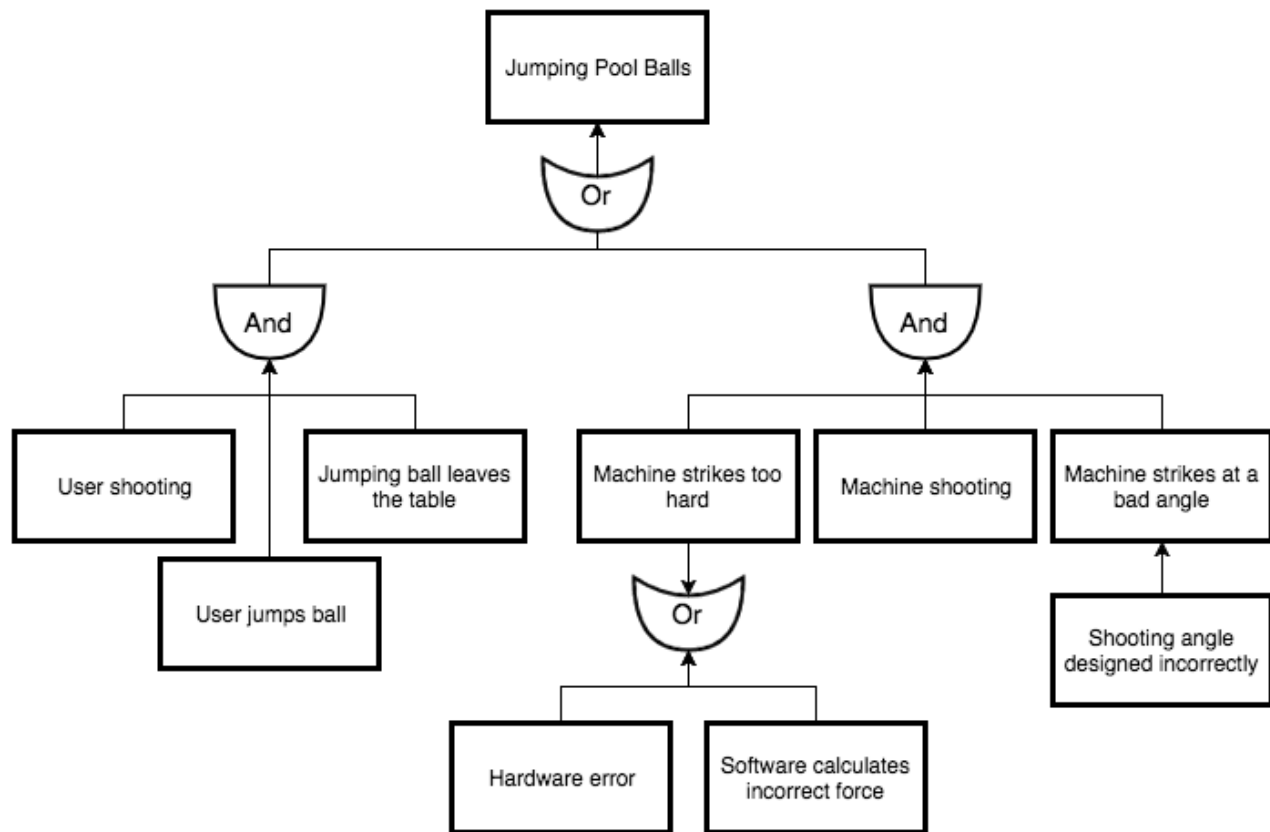 Jumping Pool Balls
Or
And
And
User shooting
Jumping ball leaves
the table
Machine strikes too
hard
Machine shooting
Machine strikes at a
bad angle
User jumps ball
Or
Shooting angle
designed incorrectly
Hardware error
Software calculates
incorrect force